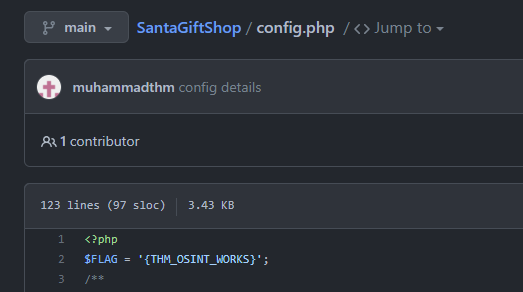 main SantaGiftShop / config.php / <> Jump to
muhammadthm config details
1 contributor
123 lines (97 sloc) 3.43 KB
1 <?php
2 $FLAG = '{THM_OSINT_WORKS}';
3 /**